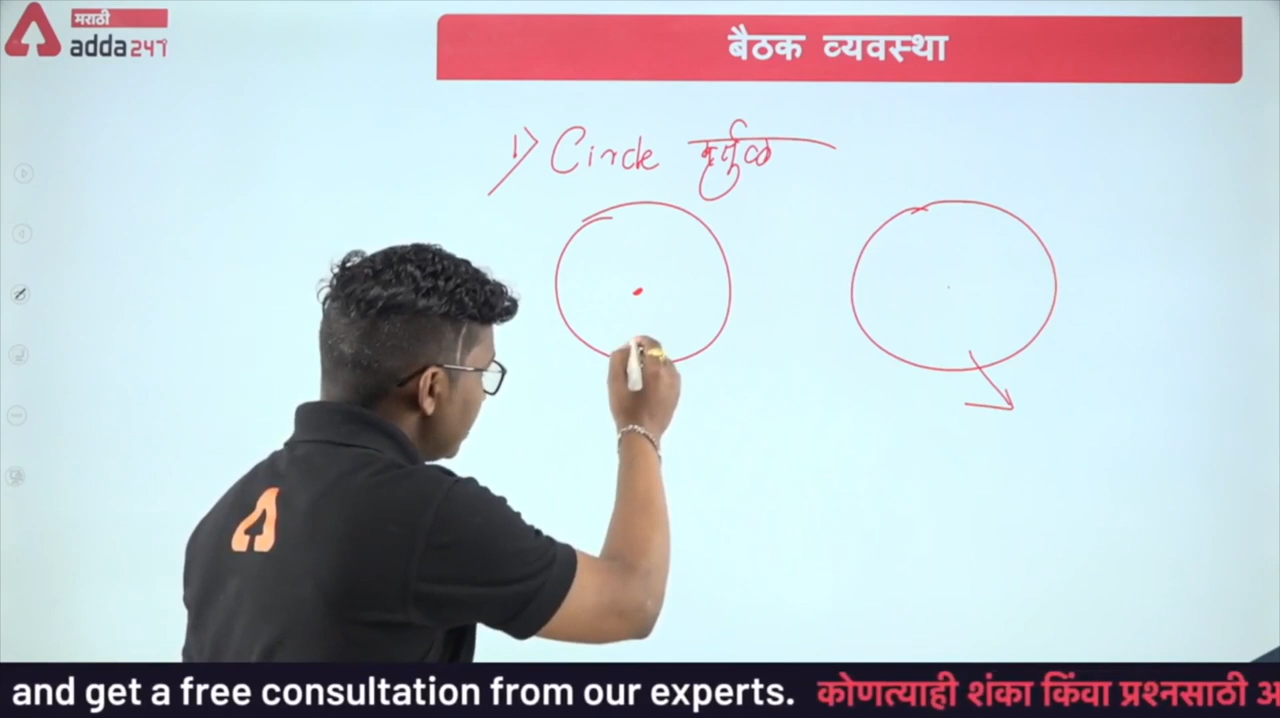 मराठी
adda247
बैठक व्यवस्था
1) Circle वर्तुळ
and get a free consultation from our experts. कोणत्याही शंका किंवा प्रश्नसाठी अ